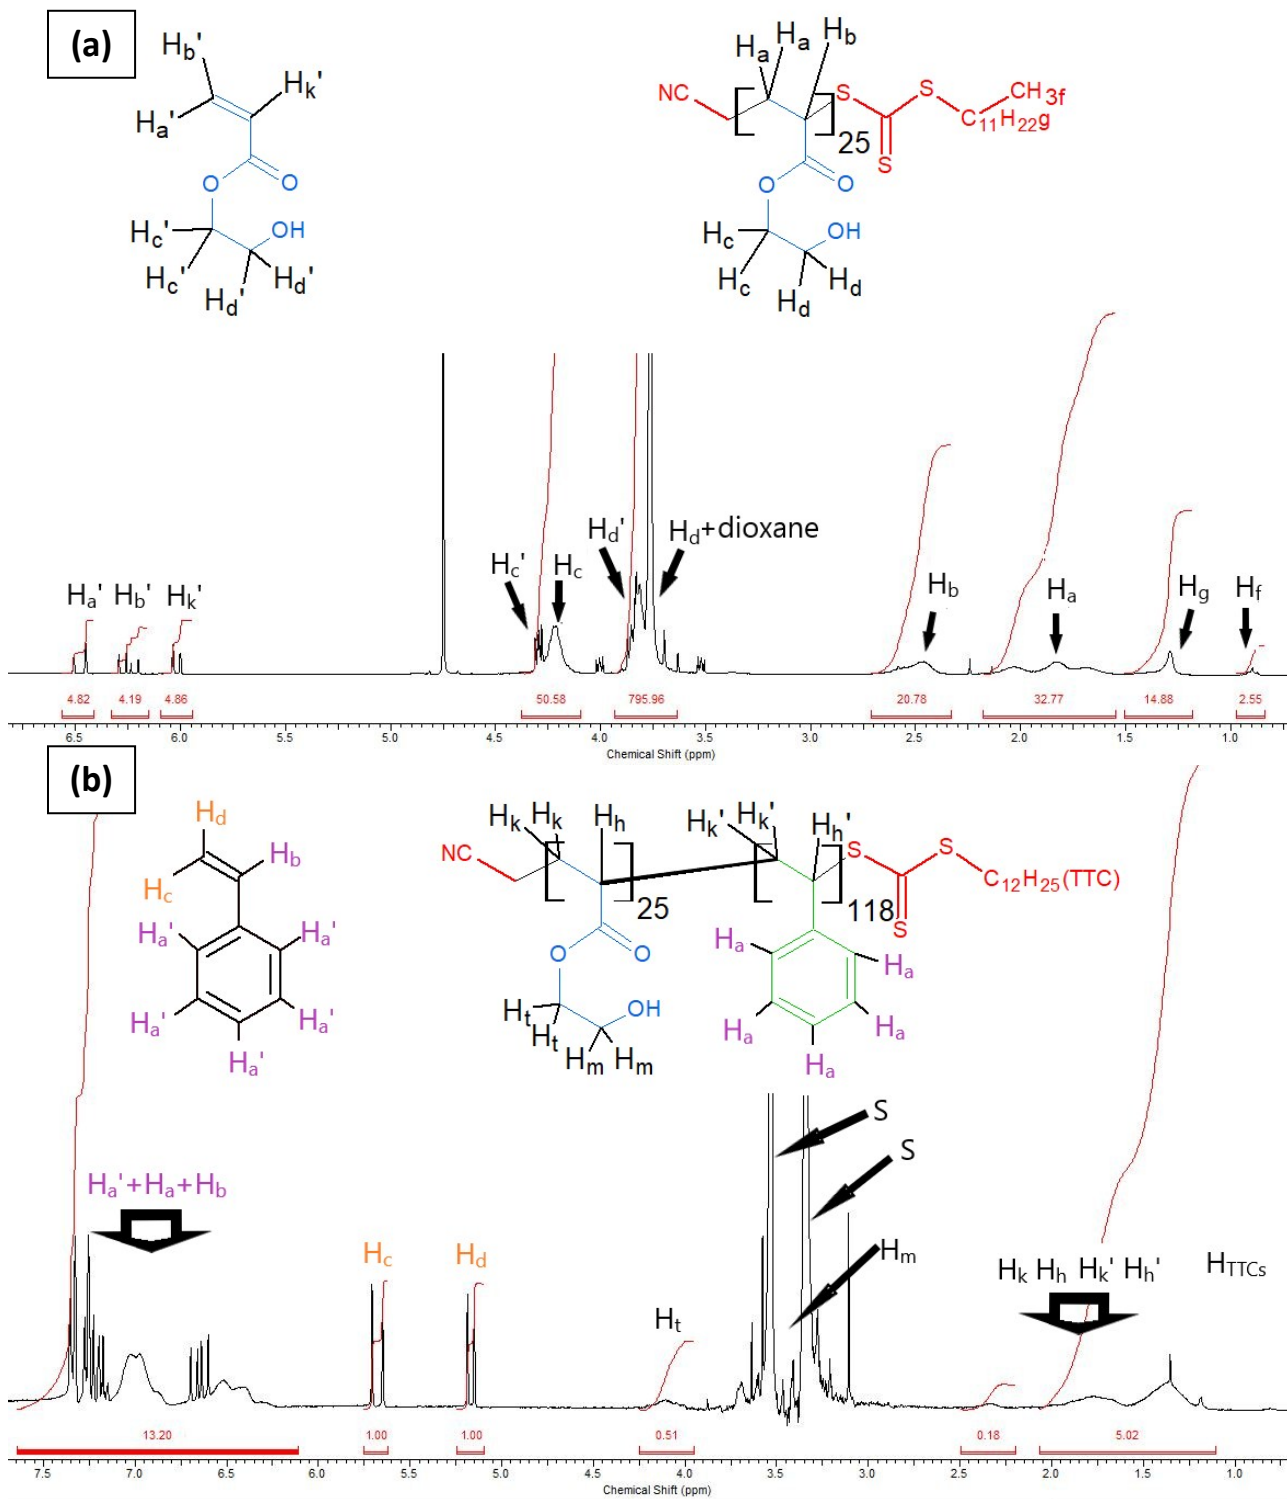 (a)
Hb'
Hk'
Ha'
O
O
OH
Hc'
Hc'
Hd'
Hd'
Ha
Ha
Hb
NC
S
S
CH3f
C11H22g
25
S
O
O
OH
Hc
Hc
Hd
Hd
Ha'
Hb'
Hk'
Hc'
Hc
Hd'
Hd+dioxane
Hb
Ha
Hg
Hf
4.82 4.19 4.86 50.58 795.96 20.78 32.77 14.88 2.55
6.5 6.0 5.5 5.0 4.5 4.0 3.5 3.0 2.5 2.0 1.5 1.0
Chemical Shift (ppm)
(b)
Hd
Hb
Hc
Ha'
Ha'
Ha'
Ha'
Ha'
Hk
Hk
Hh
Hk'
Hk'
Hh'
NC
S
S
C12H25(TTC)
25
118
S
O
O
OH
Ht
Ht
Hm
Hm
Ha
Ha
Ha
Ha
Ha
S
S
Hm
Ha'+Ha+Hb
Hc
Hd
Ht
Hk Hh Hk' Hh'
HTTCs
13.20 1.00 1.00 0.51 0.18 5.02
7.5 7.0 6.5 6.0 5.5 5.0 4.5 4.0 3.5 3.0 2.5 2.0 1.5 1.0
Chemical Shift (ppm)